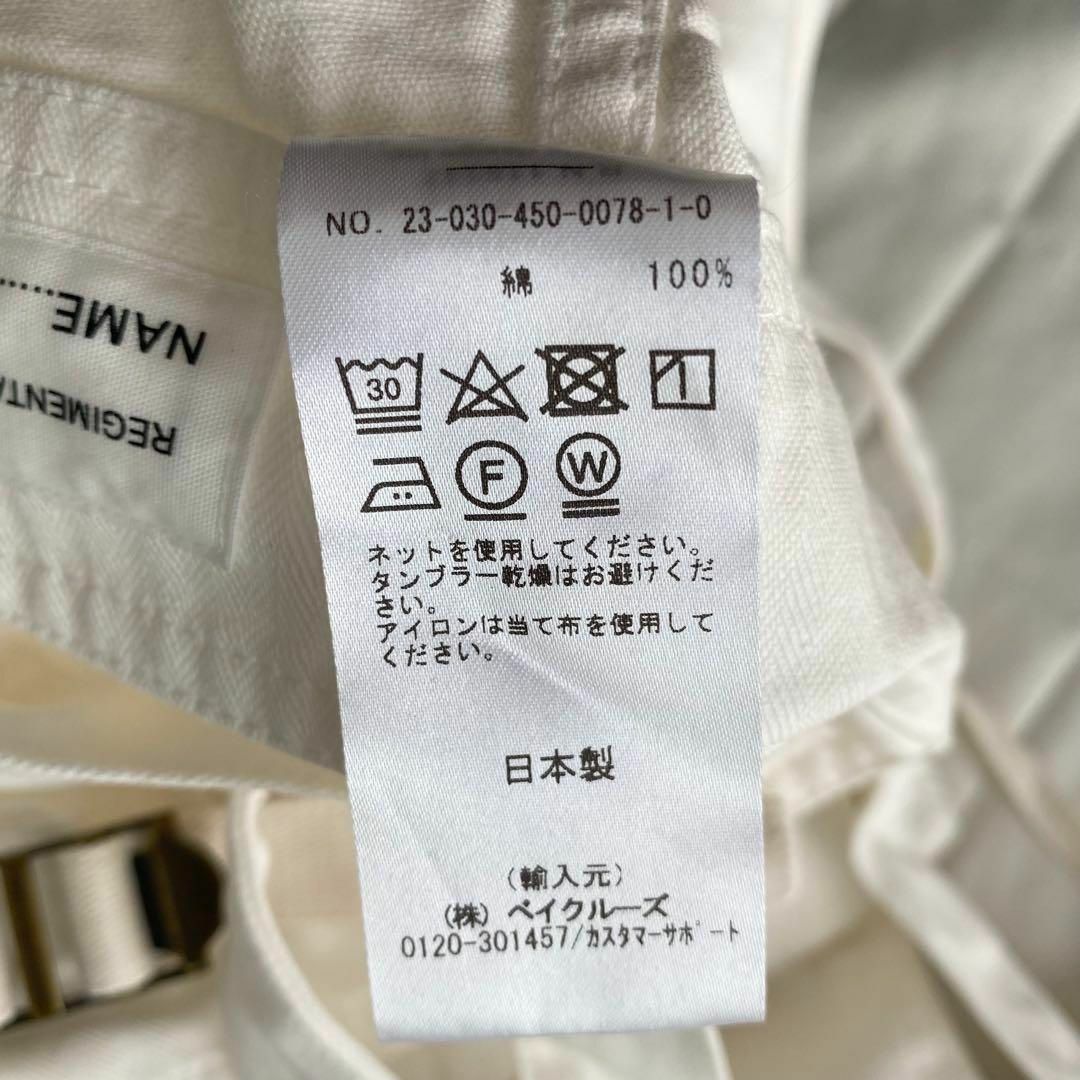 NO. 23-030-450-0078-1-0
綿 100%
30
F W
ネットを使用してください。
タンブラー乾燥はお避けくだ
さい。
アイロンは当て布を使用して
ください。
日本製
(輸入元)
(株) ベイクルーズ
0120-301457/カスタマーサポート
NAME......
REGIMENTA